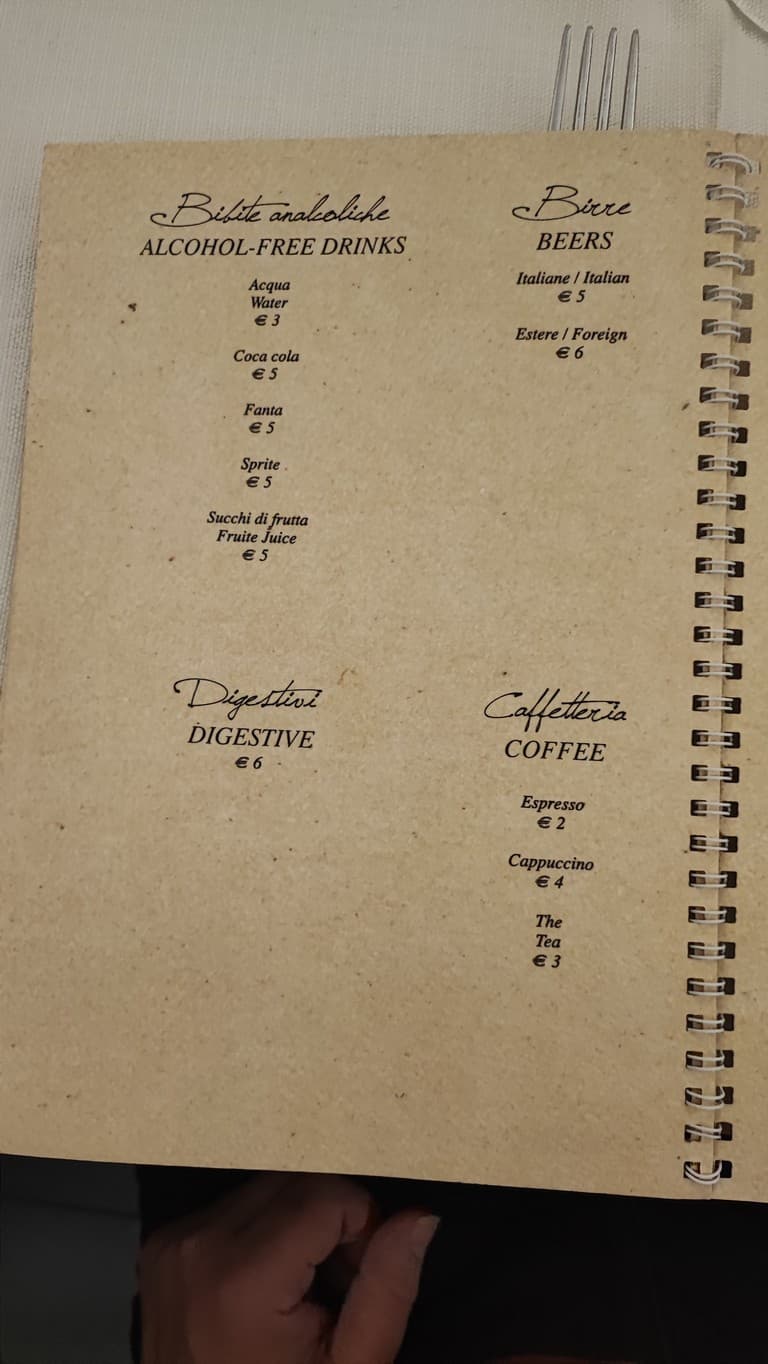 Bibite analcoliche
ALCOHOL-FREE DRINKS
Acqua
Water
€ 3
Coca cola
€ 5
Fanta
€ 5
Sprite
€ 5
Succhi di frutta
Fruite Juice
€ 5
Birre
BEERS
Italiane / Italian
€ 5
Estere / Foreign
€ 6
Digestivi
DIGESTIVE
€ 6
Caffetteria
COFFEE
Espresso
€ 2
Cappuccino
€ 4
The
Tea
€ 3